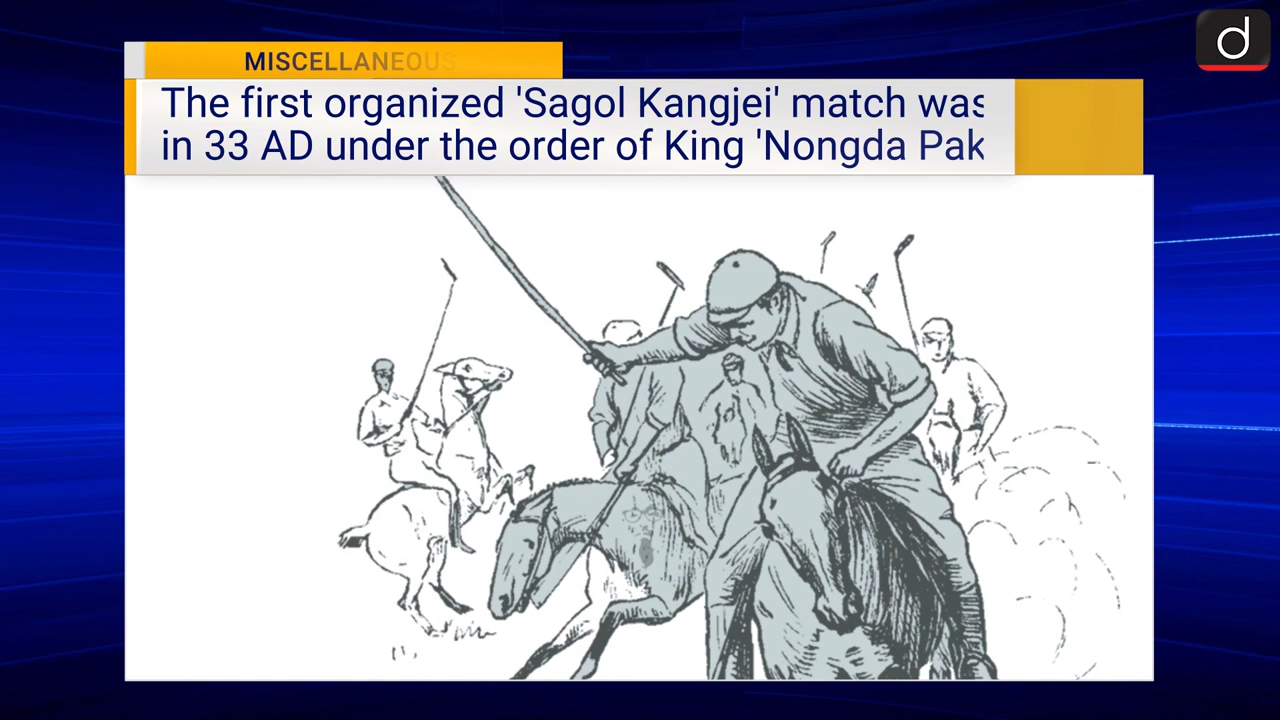 MISCELLANEOUS
The first organized 'Sagol Kangjei' match was
in 33 AD under the order of King 'Nongda Pak
d